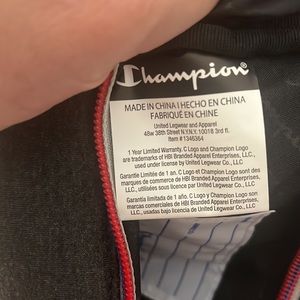 Champion
MADE IN CHINA I HECHO EN CHINA
FABRIQUÉ EN CHINE
United Legwear and Apparel
48w 38th Street N.Y.N.Y. 10018 3rd fl.
Item #1346364
1 Year Limited Warranty. C Logo and Champion Logo
are trademarks of HBI Branded Apparel Enterprises, LLC.,
used under license by United Legwear Co., LLC
Garantie Limitée de 1 an. C Logo et Champion Logo sont des
marques de commerce de HBI Branded Apparel Enterprises,
LLC., utilisées sous licence par United Legwear Co., LLC
Garantía limitada de 1 año. C Logo y Champion Logo son
marcas comerciales de HBI Branded Apparel Enterprises,
LLC., usadas bajo licencia de United Legwear Co., LLC